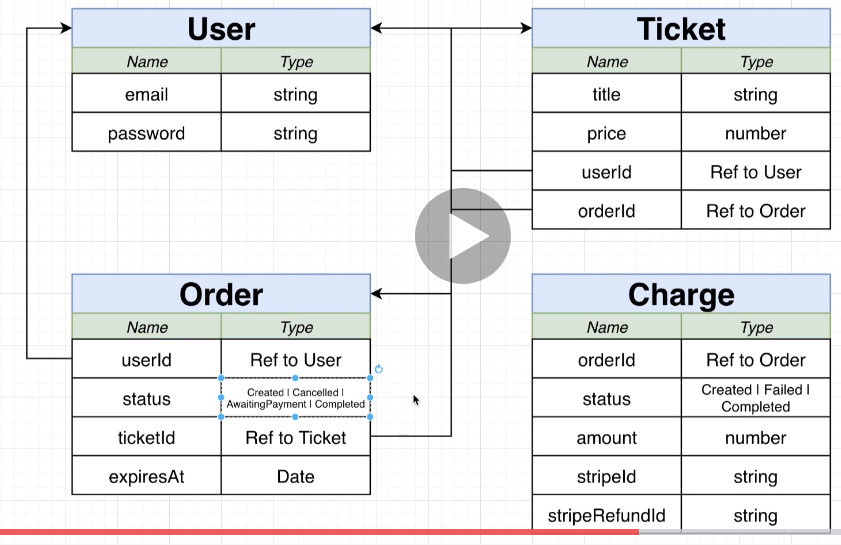 User
Name Type
email string
password string
Ticket
Name Type
title string
price number
userId Ref to User
orderId Ref to Order
Order
Name Type
userId Ref to User
status Created | Cancelled |
AwaitingPayment | Completed
ticketId Ref to Ticket
expiresAt Date
Charge
Name Type
orderId Ref to Order
status Created | Failed |
Completed
amount number
stripeId string
stripeRefundId string